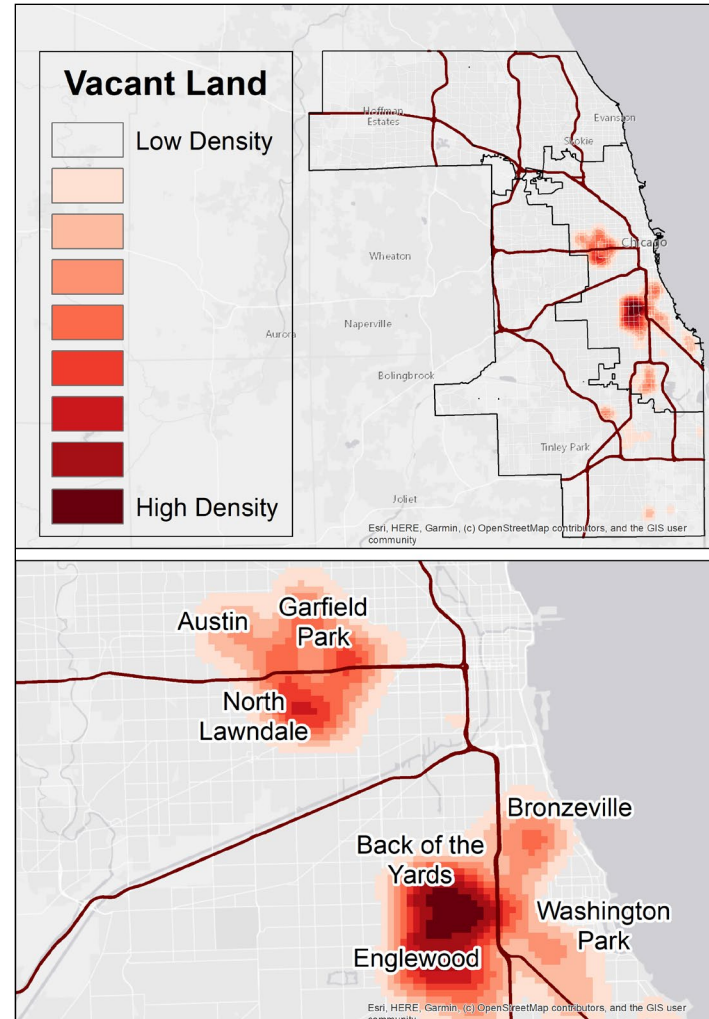 Vacant Land
Low Density
High Density
Hoffman
Estates
Evanston
Skokie
Chicago
Wheaton
Aurora
Naperville
Bolingbrook
Tinley Park
Joliet
Esri, HERE, Garmin, (c) OpenStreetMap contributors, and the GIS user
community
Austin
Garfield
Park
North
Lawndale
Bronzeville
Back of the
Yards
Washington
Park
Englewood
Esri, HERE, Garmin, (c) OpenStreetMap contributors, and the GIS user